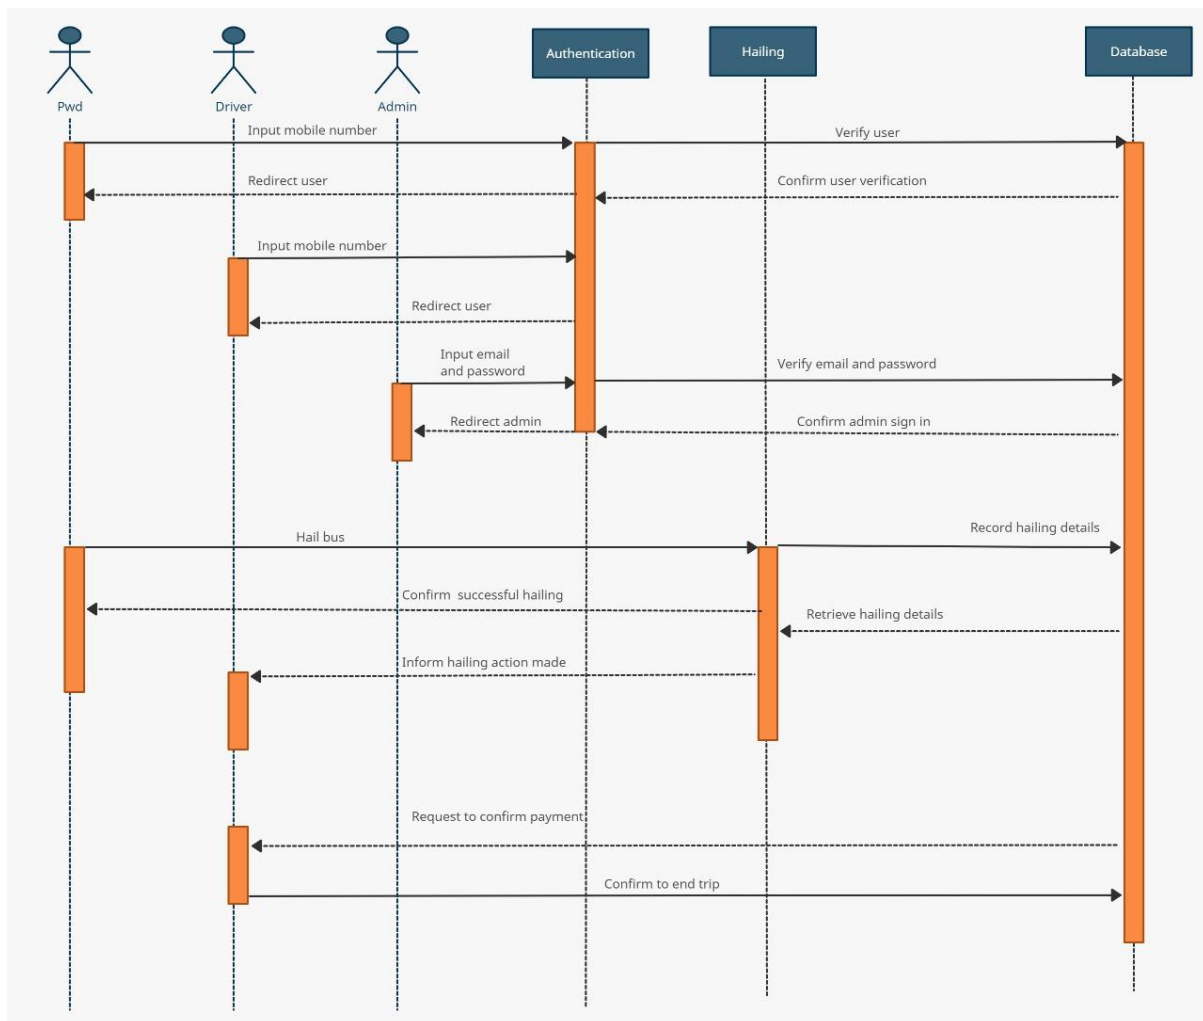 Authentication
Hailing
Database
Pwd
Driver
Admin
Input mobile number
Verify user
Redirect user
Confirm user verification
Input mobile number
Redirect user
Input email
and password
Verify email and password
Redirect admin
Confirm admin sign in
Record hailing details
Hail bus
Confirm  successful hailing
Retrieve hailing details
Inform hailing action made
Request to confirm payment
Confirm to end trip